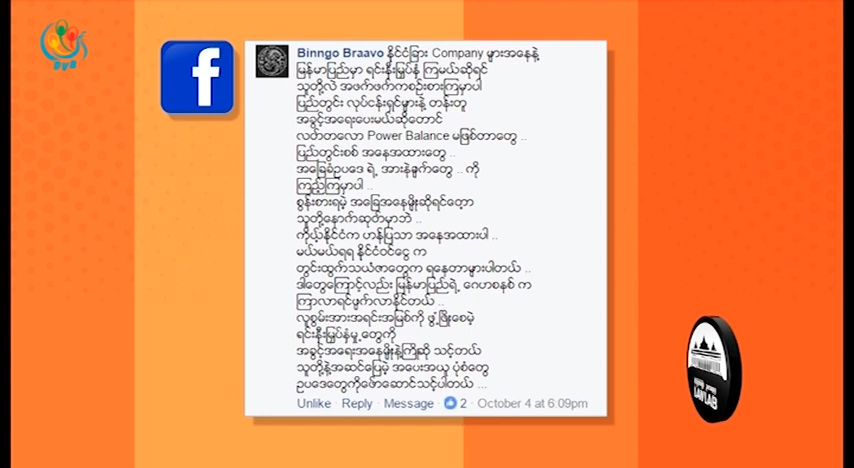 DVB
f
Binngo Braavo နိုင်ငံခြား Company များအနေနဲ့
မြန်မာပြည်မှာ ရင်းနှီးမြှပ်နှံ ကြမယ်ဆိုရင်
သူတို့လဲ အဖက်ဖက်ကစဉ်းစားကြမှာပါ
ပြည်တွင်း လုပ်ငန်းရှင်များနဲ့ တန်းတူ
အခွင့်အရေးပေးမယ်ဆိုတောင်
လတ်တလော Power Balance မဖြစ်တာတွေ ..
ပြည်တွင်းစစ် အနေအထားတွေ ..
အခြေခံဥပဒေ ရဲ့ အားနဲချက်တွေ .. ကို
ကြည့်ကြမှာပါ ..
စွန့်စားရမဲ့ အခြေအနေမျိုးဆိုရင်တော့
သူတို့နောက်ဆုတ်မှာဘဲ ..
ကိုယ့်နိုင်ငံက ဟန်ပြသာ အနေအထားပါ ..
မယ်မယ်ရရ နိုင်ငံဝင်ငွေ က
တွင်းထွက်သယံဇာတွေက ရနေတာများပါတယ် ..
ဒါတွေကြောင့်လည်း မြန်မာပြည်ရဲ့ ဂေဟစနစ် က
ကြာလာရင်ဖွက်လာနိုင်တယ် ..
လူစွမ်းအားအရင်းအမြစ်ကို ဖွံ့ဖြိုးစေမဲ့
ရင်းနှီးမြှပ်နှံမှု့တွေကို
အခွင့်အရေးအနေမျိုးနဲ့ကြိုဆို သင့်တယ်
သူတို့နဲ့အဆင်ပြေမဲ့ အပေးအယူ ပုံစံတွေ
ဥပဒေတွေကိုဖော်ဆောင်သင့်ပါတယ် ...
Unlike · Reply · Message · 2 · October 4 at 6:09pm